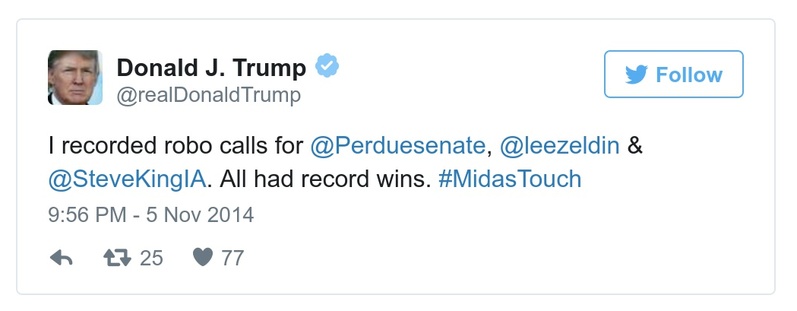 Donald J. Trump
@realDonaldTrump
Follow
I recorded robo calls for @Perduesenate, @leezeldin &
@SteveKingIA. All had record wins. #MidasTouch
9:56 PM - 5 Nov 2014
25 77